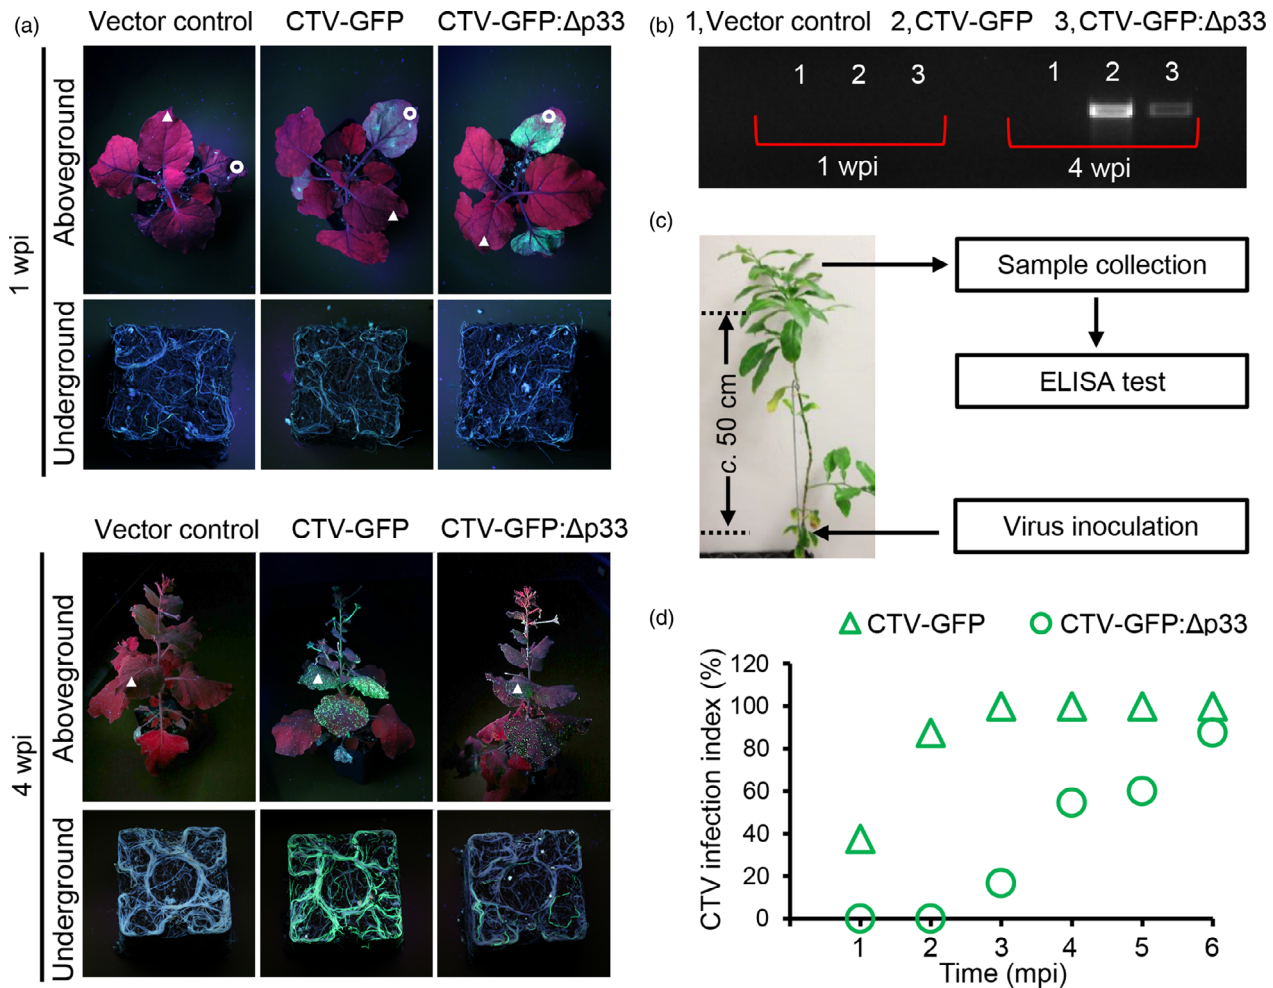 (a)
Vector control CTV-GFP CTV-GFP:Δp33
1 wpi
Aboveground
Underground
Vector control CTV-GFP CTV-GFP:Δp33
4 wpi
Aboveground
Underground
(b) 1,Vector control 2,CTV-GFP 3,CTV-GFP:Δp33
1 2 3 1 2 3
1 wpi 4 wpi
(c)
c. 50 cm
Sample collection
ELISA test
Virus inoculation
(d)
CTV-GFP CTV-GFP:Δp33
CTV infection index (%)
120
100
80
60
40
20
0
1 2 3 4 5 6
Time (mpi)